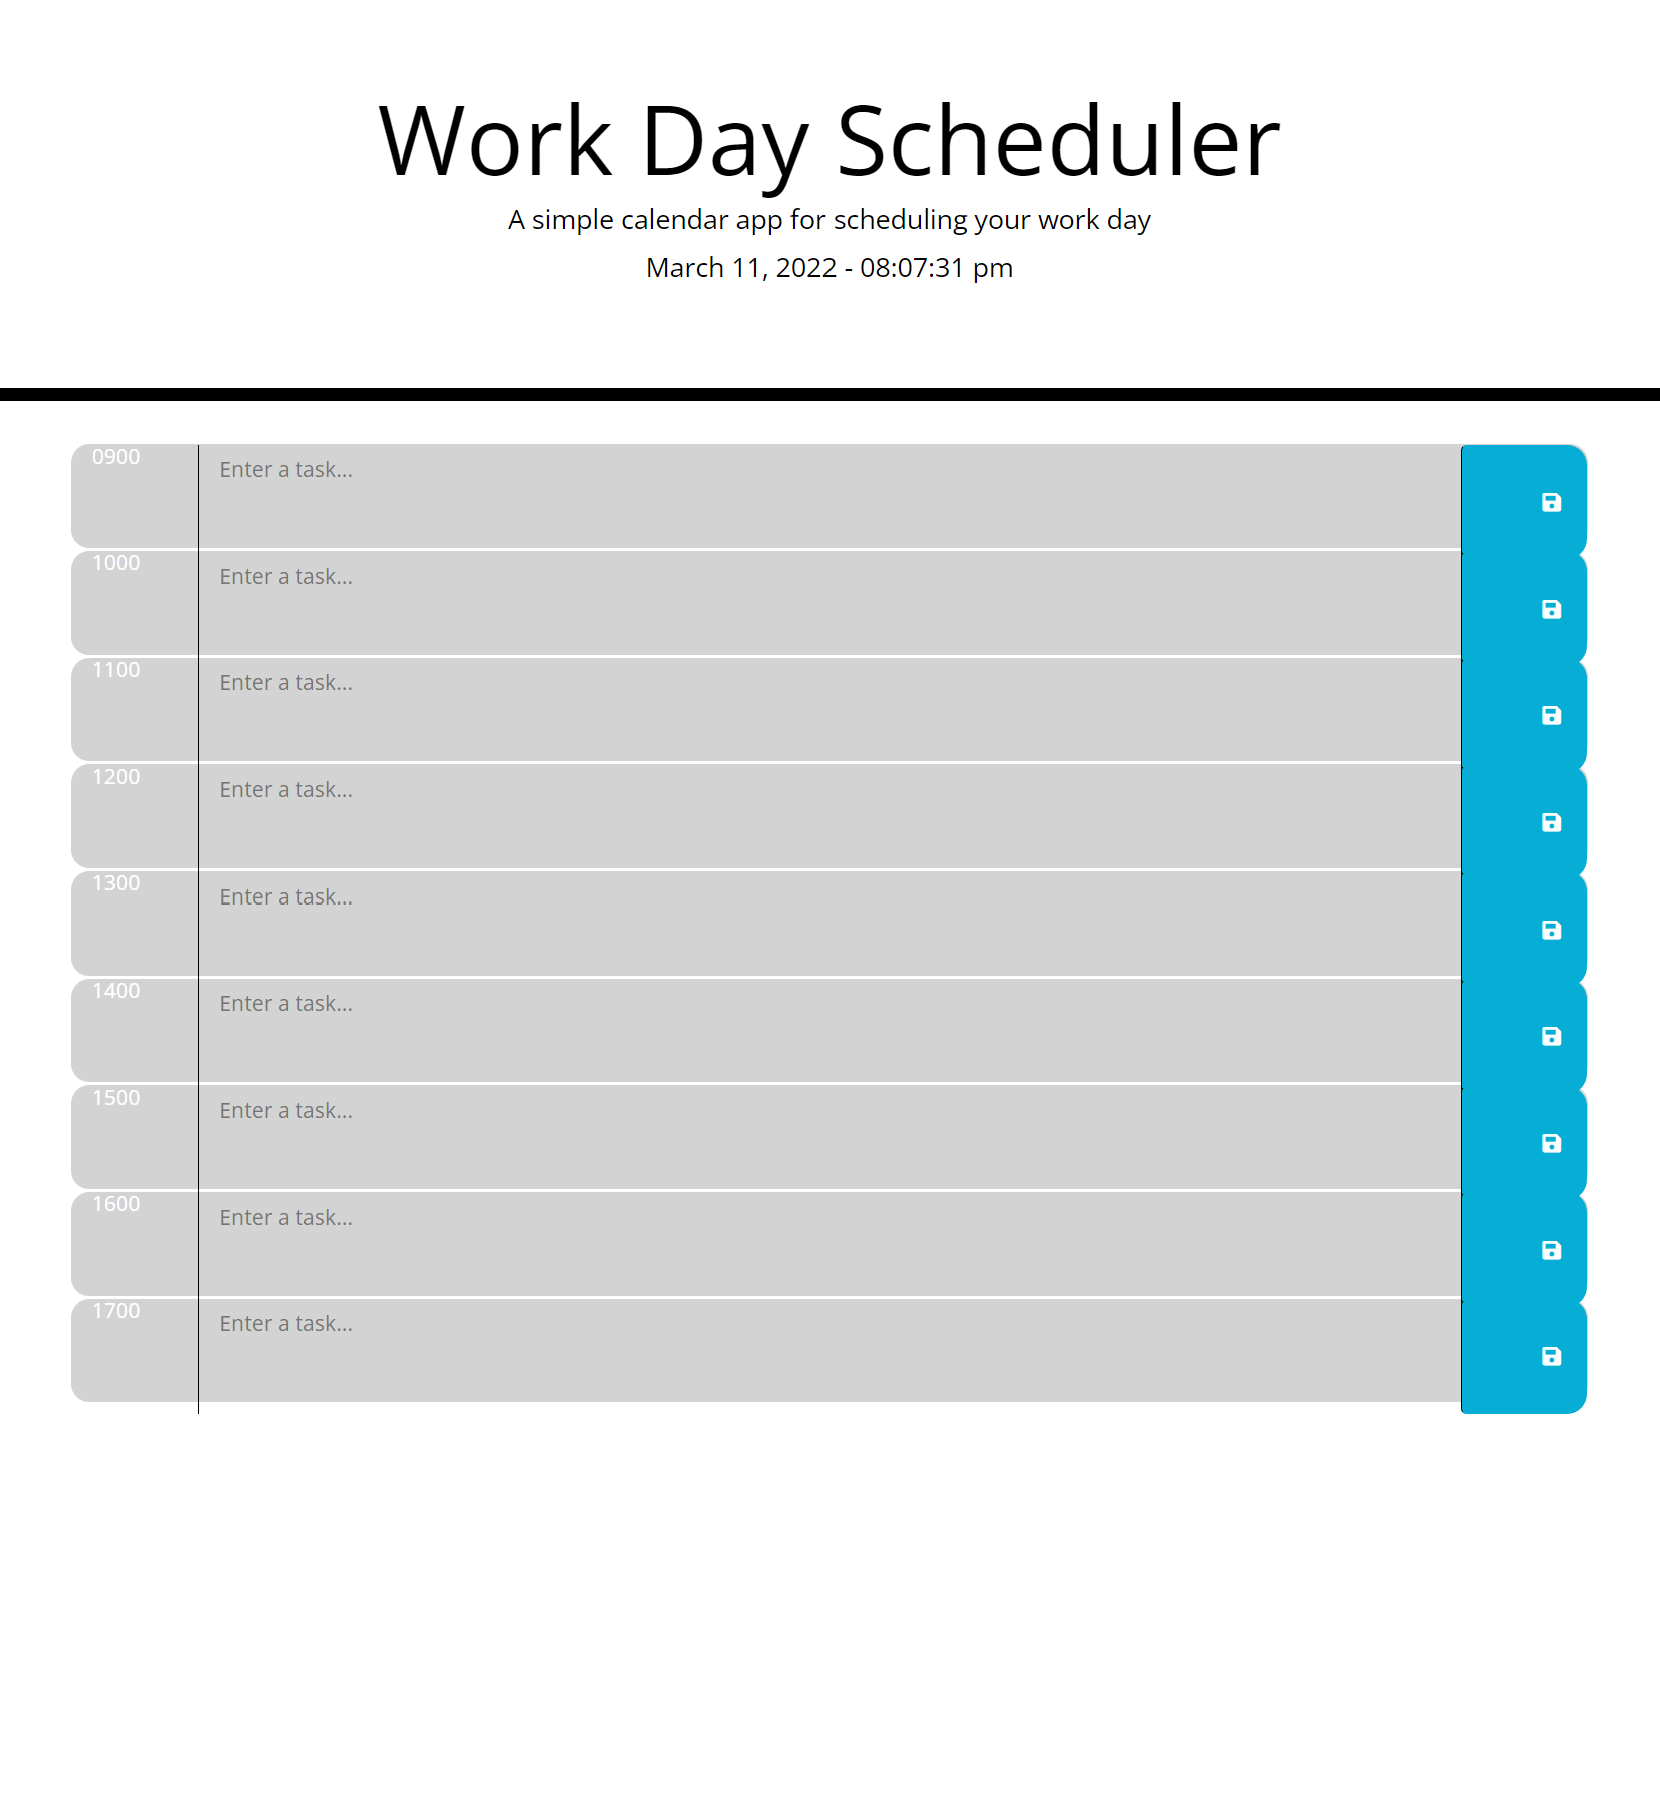 Work Day Scheduler
A simple calendar app for scheduling your work day
March 11, 2022 - 08:07:31 pm
0900
Enter a task...
1000
Enter a task...
1100
Enter a task...
1200
Enter a task...
1300
Enter a task...
1400
Enter a task...
1500
Enter a task...
1600
Enter a task...
1700
Enter a task...